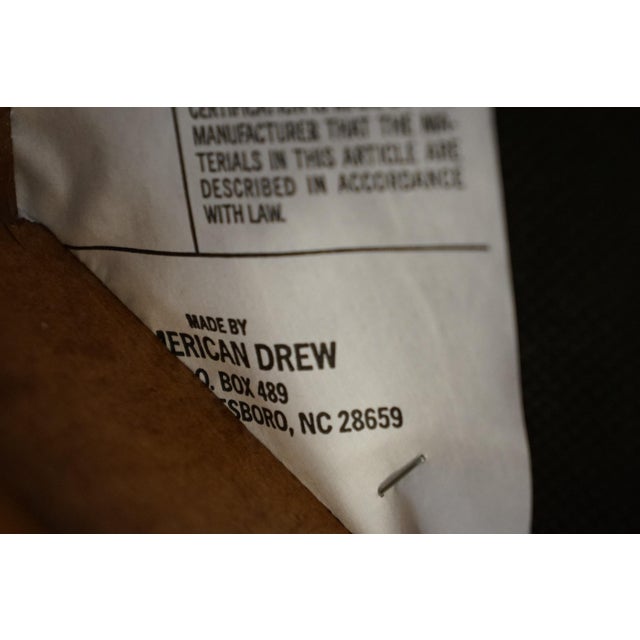 MANUFACTURER THAT THE MA-
TERIALS IN THIS ARTICLE ARE
DESCRIBED IN ACCORDANCE
WITH LAW.
MADE BY
MERICAN DREW
O. BOX 489
ESBORO, NC 28659